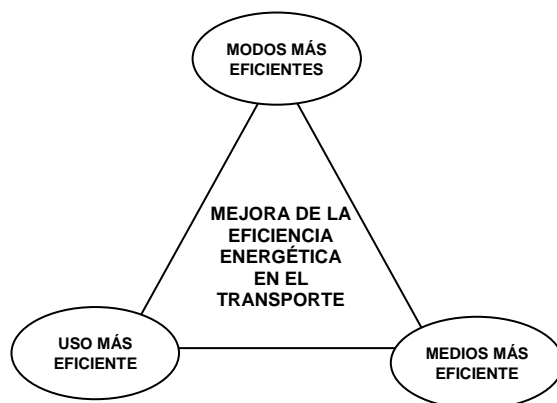 MODOS MÁS
EFICIENTES
MEJORA DE LA
EFICIENCIA
ENERGÉTICA
EN EL
TRANSPORTE
USO MÁS
EFICIENTE
MEDIOS MÁS
EFICIENTE